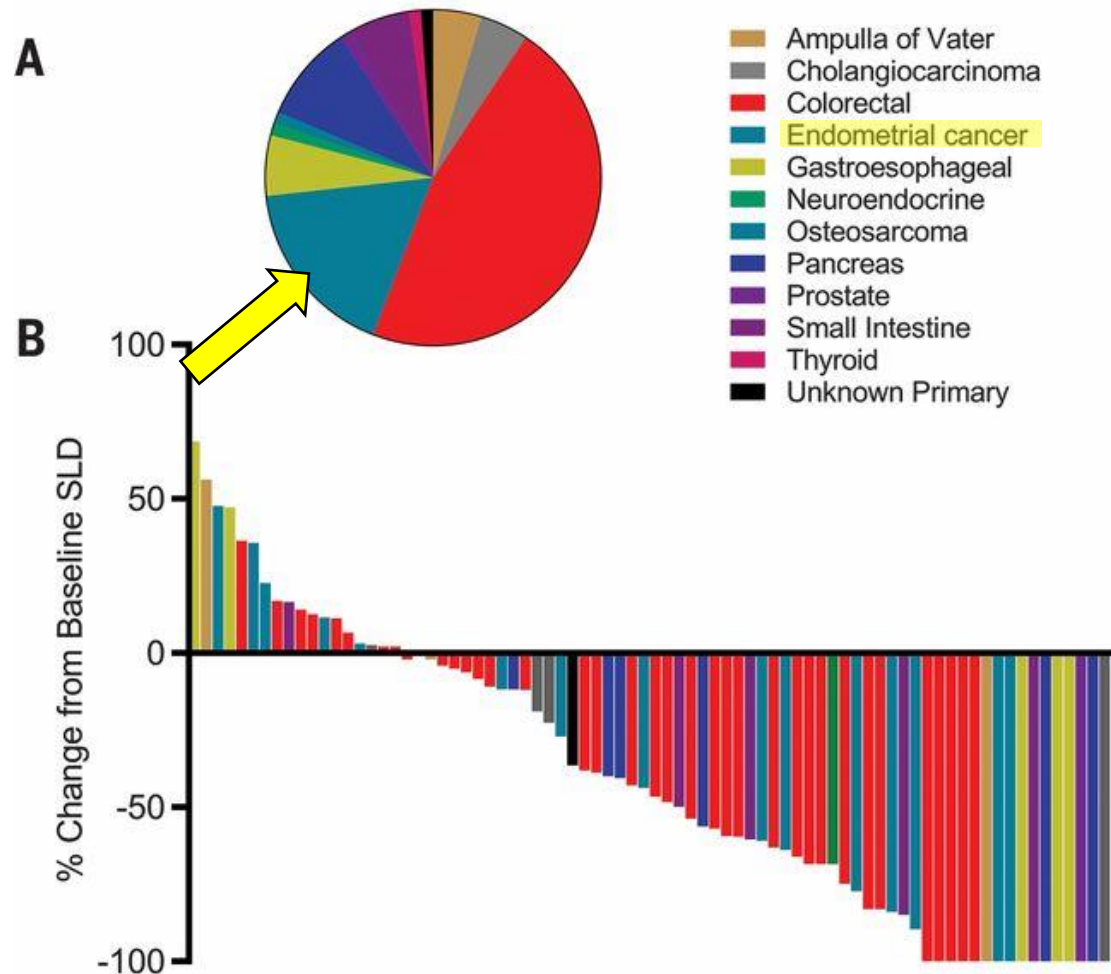 A
Ampulla of Vater
Cholangiocarcinoma
Colorectal
Endometrial cancer
Gastroesophageal
Neuroendocrine
Osteosarcoma
Pancreas
Prostate
Small Intestine
Thyroid
Unknown Primary
B
% Change from Baseline SLD
100
50
0
-50
-100